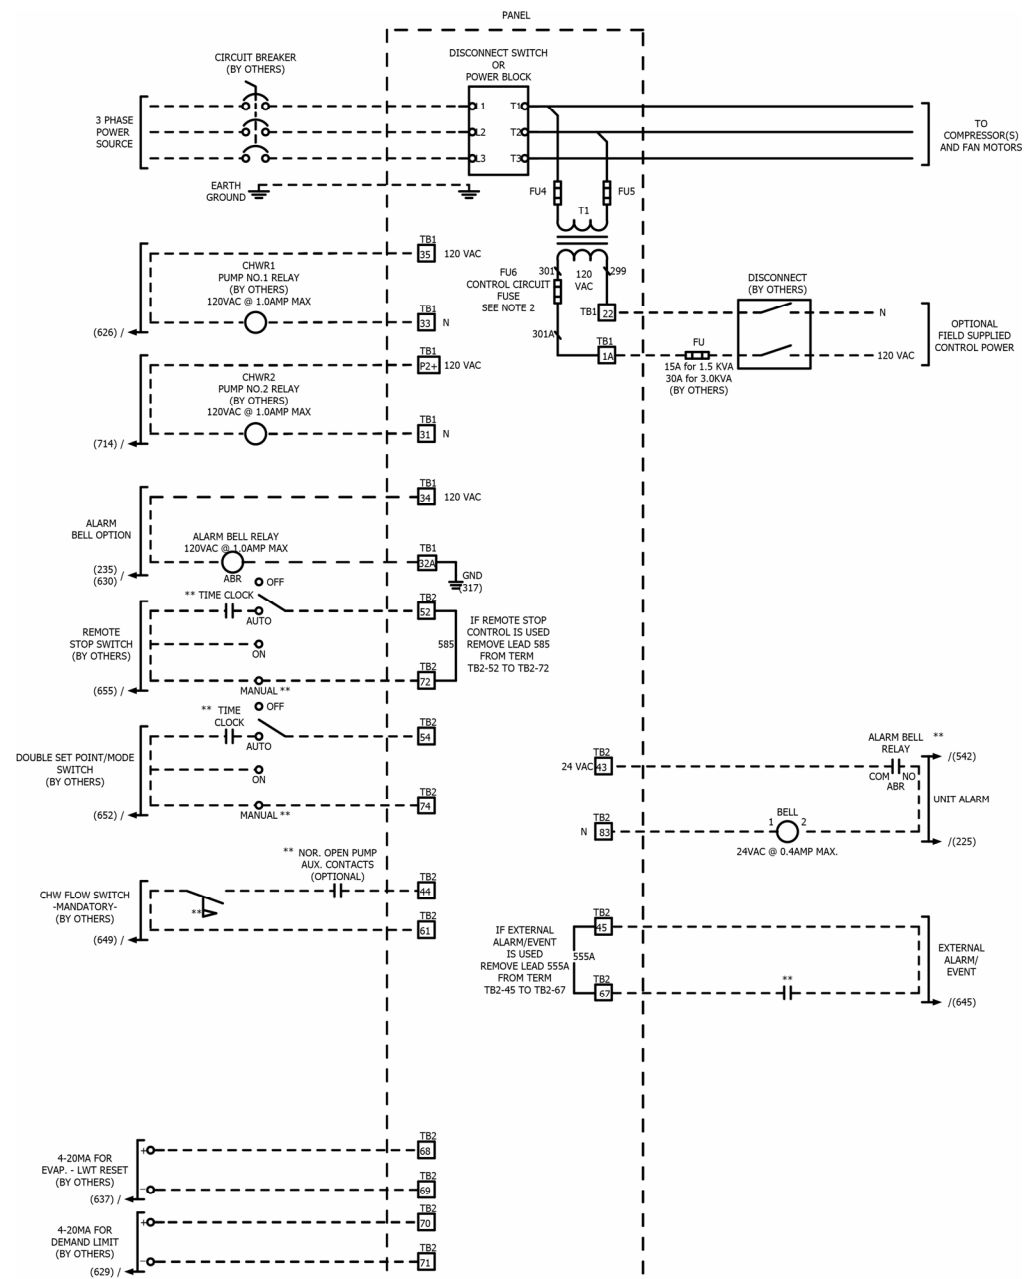 PANEL
CIRCUIT BREAKER
(BY OTHERS)
DISCONNECT SWITCH
OR
POWER BLOCK
L1
T1
L2
T2
L3
T3
3 PHASE
POWER
SOURCE
TO
COMPRESSOR(S)
AND FAN MOTORS
EARTH
GROUND
FU4
FU5
T1
301
120
VAC
299
FU6
CONTROL CIRCUIT
FUSE
SEE NOTE 2
301A
TB1
22
TB1
1A
DISCONNECT
(BY OTHERS)
N
FU
120 VAC
15A for 1.5 KVA
30A for 3.0KVA
(BY OTHERS)
OPTIONAL
FIELD SUPPLIED
CONTROL POWER
TB1
35
120 VAC
CHWR1
PUMP NO.1 RELAY
(BY OTHERS)
120VAC @ 1.0AMP MAX
TB1
33
N
(626) /
TB1
P2+
120 VAC
CHWR2
PUMP NO.2 RELAY
(BY OTHERS)
120VAC @ 1.0AMP MAX
TB1
31
N
(714) /
TB1
34
120 VAC
ALARM
BELL OPTION
ALARM BELL RELAY
120VAC @ 1.0AMP MAX
ABR
TB1
32A
GND
(317)
(235)
(630) /
OFF
** TIME CLOCK
AUTO
ON
MANUAL **
TB2
52
585
TB2
72
REMOTE
STOP SWITCH
(BY OTHERS)
(655) /
IF REMOTE STOP
CONTROL IS USED
REMOVE LEAD 585
FROM TERM
TB2-52 TO TB2-72
OFF
** TIME
CLOCK
AUTO
ON
MANUAL **
TB2
54
TB2
74
DOUBLE SET POINT/MODE
SWITCH
(BY OTHERS)
(652) /
TB2
24 VAC
43
ALARM BELL **
RELAY
COM NO
ABR
/(542)
UNIT ALARM
TB2
N
83
BELL
1 2
24VAC @ 0.4AMP MAX.
/(225)
** NOR. OPEN PUMP
AUX. CONTACTS
(OPTIONAL)
TB2
44
CHW FLOW SWITCH
-MANDATORY-
(BY OTHERS)
**
TB2
61
(649) /
IF EXTERNAL
ALARM/EVENT
IS USED
REMOVE LEAD 555A
FROM TERM
TB2-45 TO TB2-67
TB2
45
555A
TB2
67
**
EXTERNAL
ALARM/
EVENT
/(645)
TB2
+
68
4-20MA FOR
EVAP. - LWT RESET
(BY OTHERS)
TB2
−
69
(637) /
TB2
+
70
4-20MA FOR
DEMAND LIMIT
(BY OTHERS)
TB2
−
71
(629) /